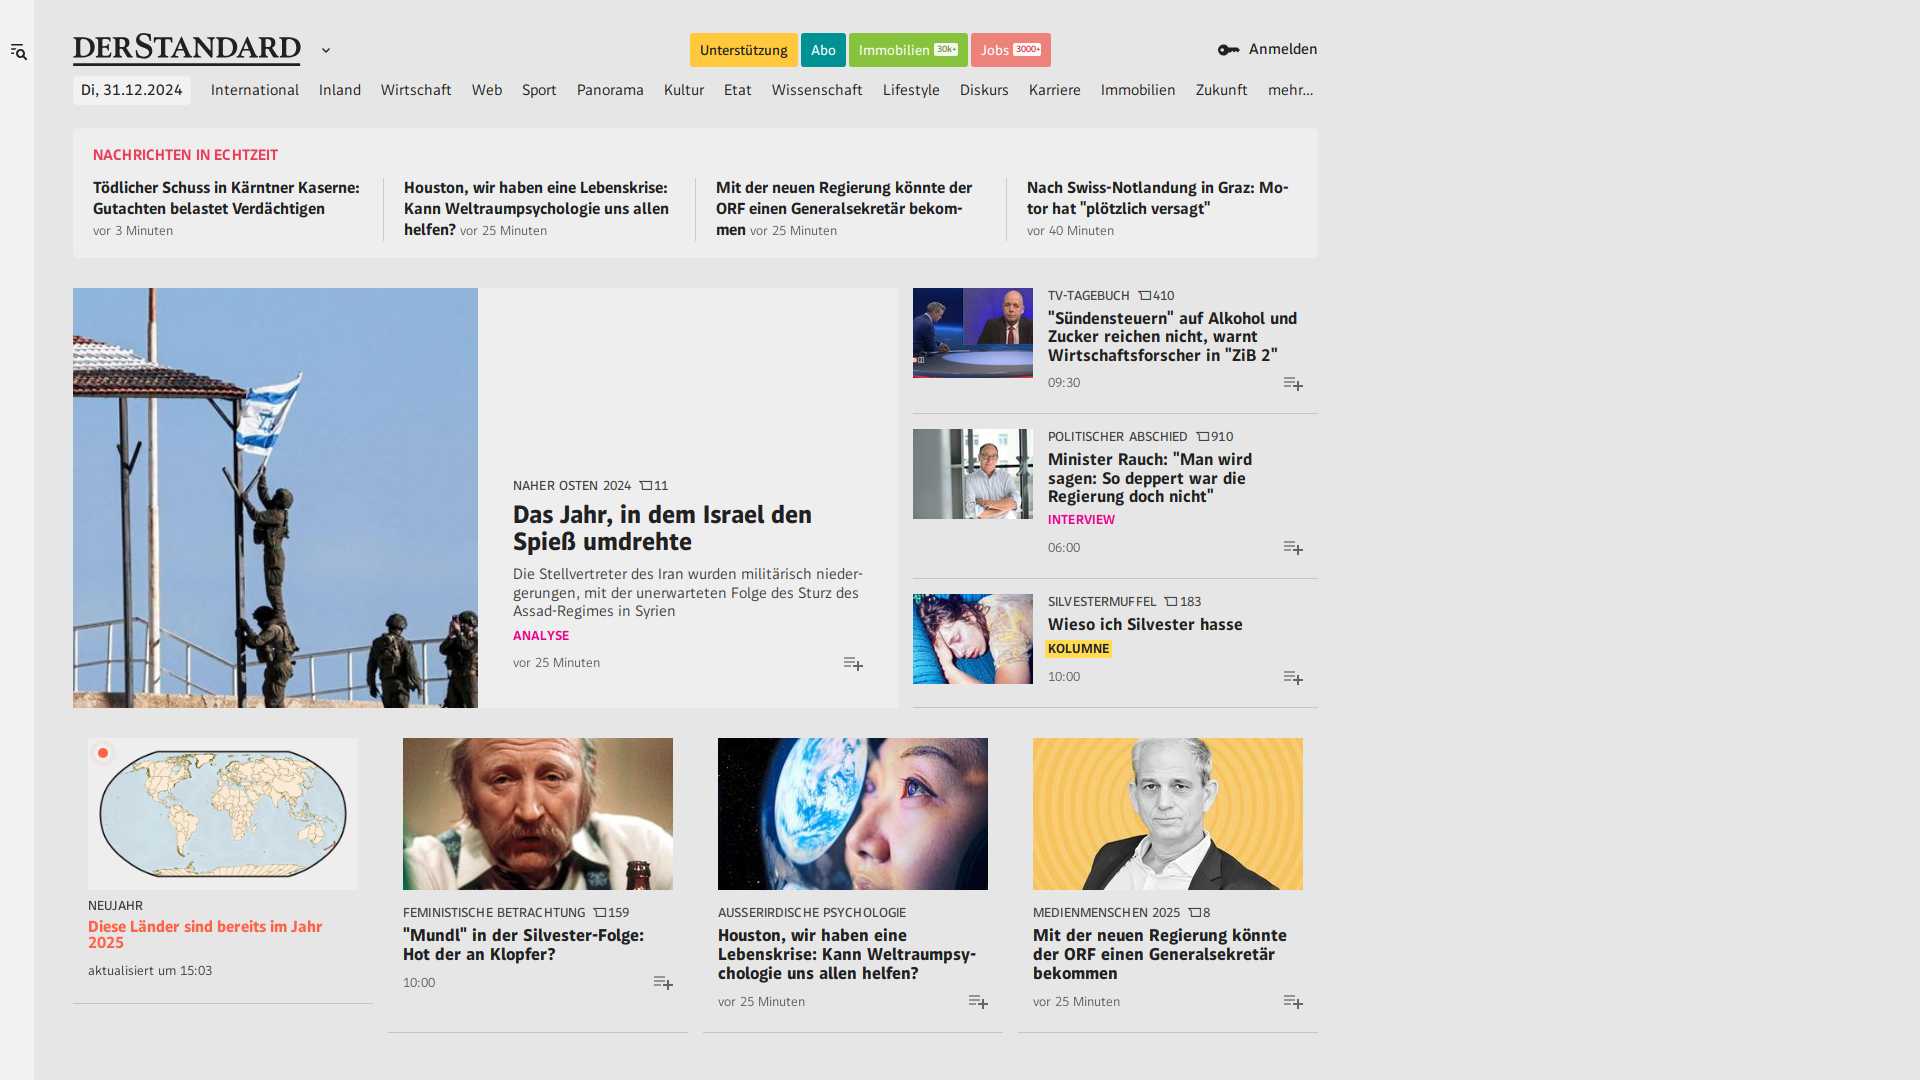 DERSTANDARD
Unterstützung
Abo
Immobilien 30k+
Jobs 3000+
Anmelden
Di, 31.12.2024
International
Inland
Wirtschaft
Web
Sport
Panorama
Kultur
Etat
Wissenschaft
Lifestyle
Diskurs
Karriere
Immobilien
Zukunft
mehr...
NACHRICHTEN IN ECHTZEIT
Tödlicher Schuss in Kärntner Kaserne:
Gutachten belastet Verdächtigen
vor 3 Minuten
Houston, wir haben eine Lebenskrise:
Kann Weltraumpsychologie uns allen
helfen? vor 25 Minuten
Mit der neuen Regierung könnte der
ORF einen Generalsekretär bekom-
men vor 25 Minuten
Nach Swiss-Notlandung in Graz: Mo-
tor hat "plötzlich versagt"
vor 40 Minuten
NAHER OSTEN 2024 11
Das Jahr, in dem Israel den
Spieß umdrehte
Die Stellvertreter des Iran wurden militärisch nieder-
gerungen, mit der unerwarteten Folge des Sturz des
Assad-Regimes in Syrien
ANALYSE
vor 25 Minuten
TV-TAGEBUCH 410
"Sündensteuern" auf Alkohol und
Zucker reichen nicht, warnt
Wirtschaftsforscher in "ZiB 2"
09:30
POLITISCHER ABSCHIED 910
Minister Rauch: "Man wird
sagen: So deppert war die
Regierung doch nicht"
INTERVIEW
06:00
SILVESTERMUFFEL 183
Wieso ich Silvester hasse
KOLUMNE
10:00
NEUJAHR
Diese Länder sind bereits im Jahr
2025
aktualisiert um 15:03
FEMINISTISCHE BETRACHTUNG 159
"Mundl" in der Silvester-Folge:
Hot der an Klopfer?
10:00
AUSSERIRDISCHE PSYCHOLOGIE
Houston, wir haben eine
Lebenskrise: Kann Weltraumpsy-
chologie uns allen helfen?
vor 25 Minuten
MEDIENMENSCHEN 2025 8
Mit der neuen Regierung könnte
der ORF einen Generalsekretär
bekommen
vor 25 Minuten